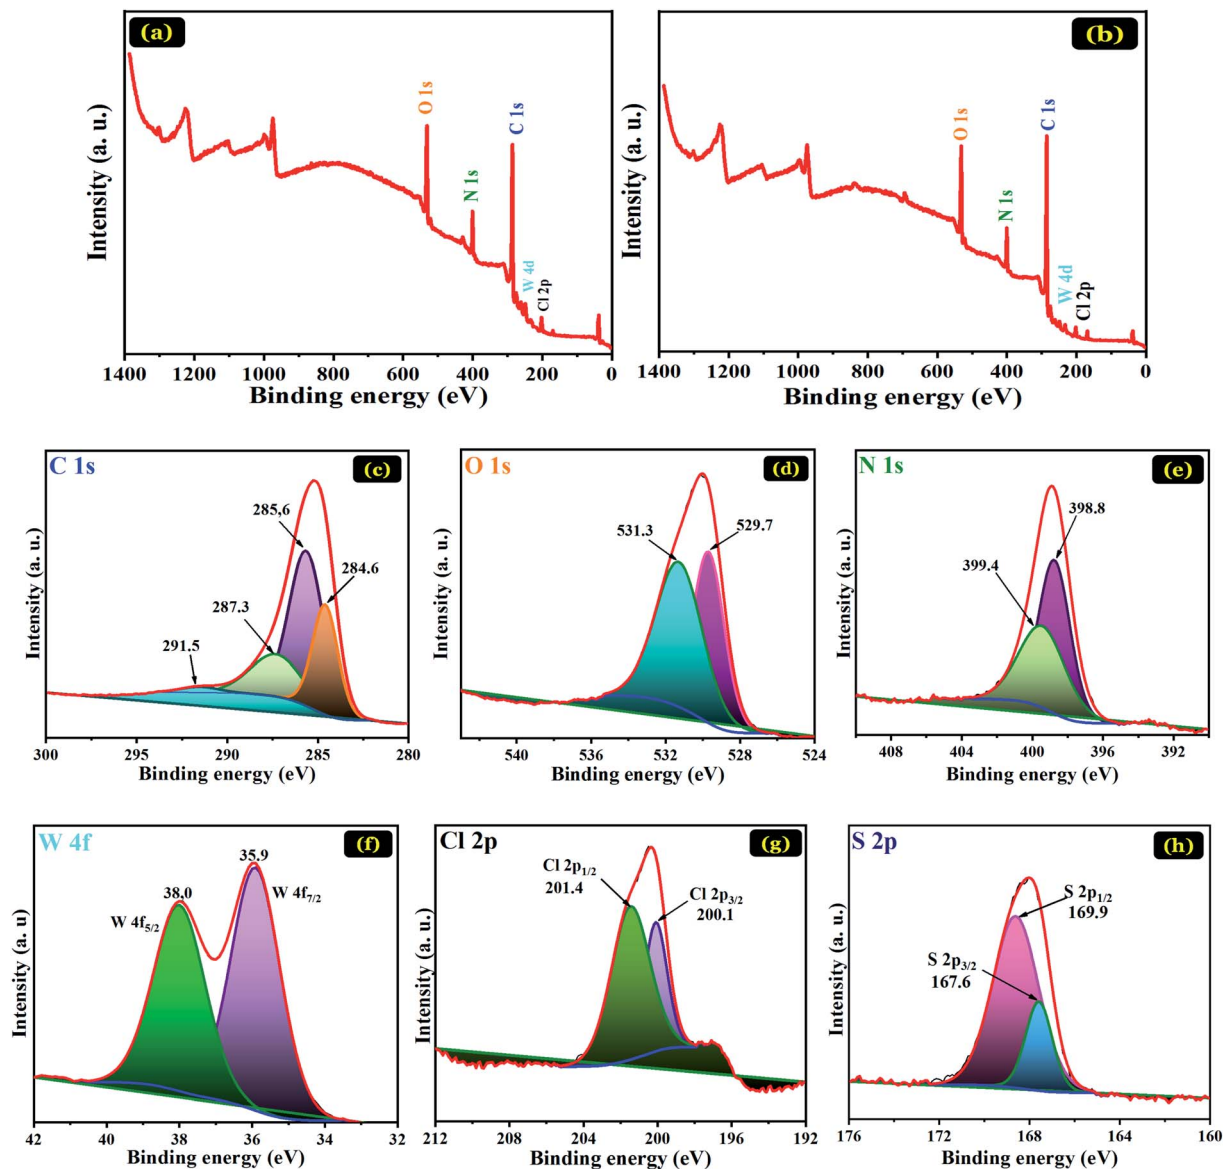 (a)
Intensity (a. u.)
O 1s
N 1s
C 1s
W 4d
Cl 2p
1400 1200 1000 800 600 400 200 0
Binding energy (eV)
(b)
Intensity (a. u.)
O 1s
N 1s
C 1s
W 4d
Cl 2p
1400 1200 1000 800 600 400 200 0
Binding energy (eV)
C 1s
(c)
Intensity (a. u.)
285,6
284.6
287.3
291.5
300 295 290 285 280
Binding energy (eV)
O 1s
(d)
Intensity (a. u.)
531.3
529.7
540 536 532 528 524
Binding energy (eV)
N 1s
(e)
Intensity (a. u.)
398.8
399.4
408 404 400 396 392
Binding energy (eV)
W 4f
(f)
Intensity (a. u.)
35.9
38.0
W 4f7/2
W 4f5/2
42 40 38 36 34 32
Binding energy (eV)
Cl 2p
(g)
Intensity (a. u.)
Cl 2p1/2
201.4
Cl 2p3/2
200.1
212 208 204 200 196 192
Binding energy (eV)
S 2p
(h)
Intensity (a. u.)
S 2p1/2
169.9
S 2p3/2
167.6
176 172 168 164 160
Binding energy (eV)